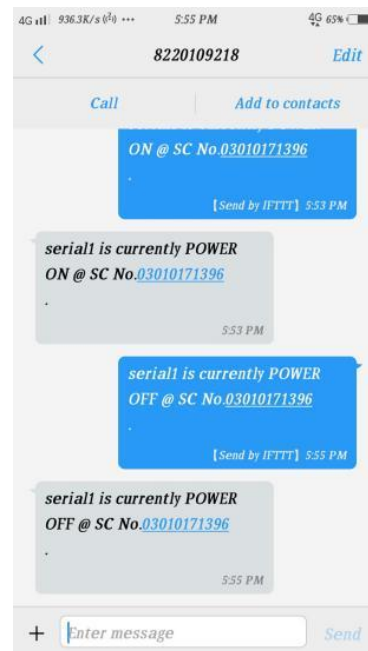 4G 936.3K/s ... 5:55 PM 4G 65%
8220109218 Edit
Call Add to contacts
ON @ SC No.03010171396
.
【Send by IFTTT】 5:53 PM
serial1 is currently POWER
ON @ SC No.03010171396
.
5:53 PM
serial1 is currently POWER
OFF @ SC No.03010171396
.
【Send by IFTTT】 5:55 PM
serial1 is currently POWER
OFF @ SC No.03010171396
.
5:55 PM
+ Enter message Send